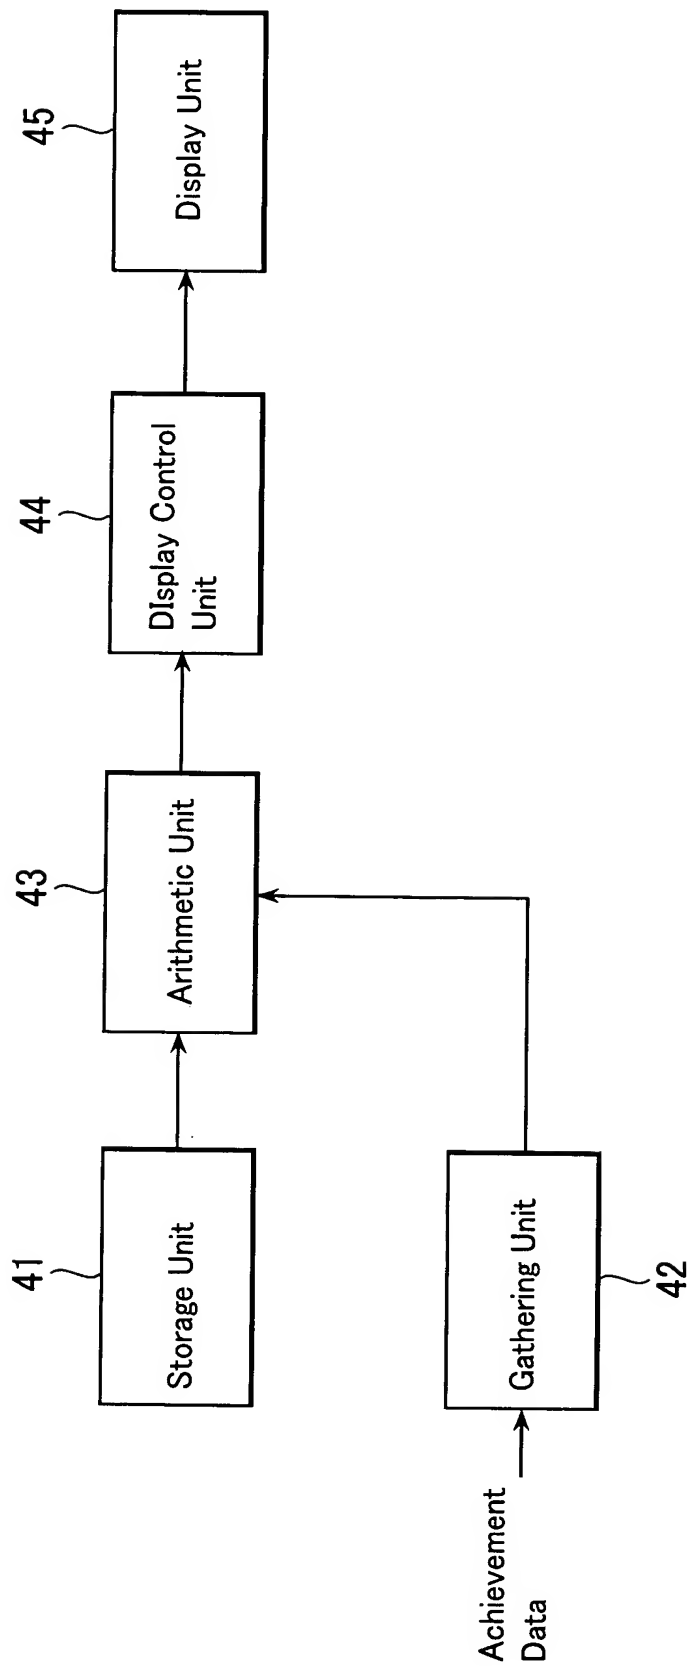 41
Storage Unit
43
Arithmetic Unit
44
DIsplay Control
Unit
45
Display Unit
Achievement
Data
Gathering Unit
42